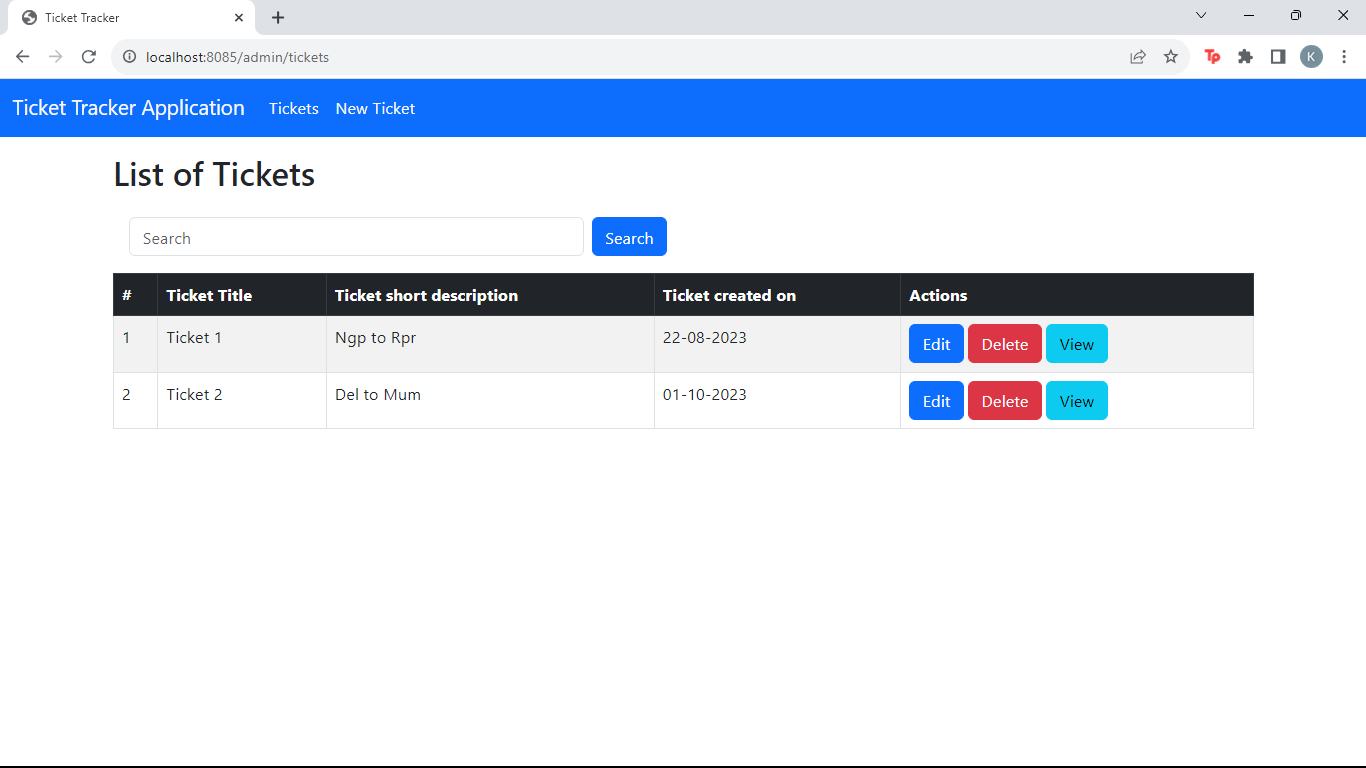 Ticket Tracker
localhost:8085/admin/tickets
Tp
K
Ticket Tracker Application Tickets New Ticket
List of Tickets
Search Search
# Ticket Title Ticket short description Ticket created on Actions
1 Ticket 1 Ngp to Rpr 22-08-2023 Edit Delete View
2 Ticket 2 Del to Mum 01-10-2023 Edit Delete View